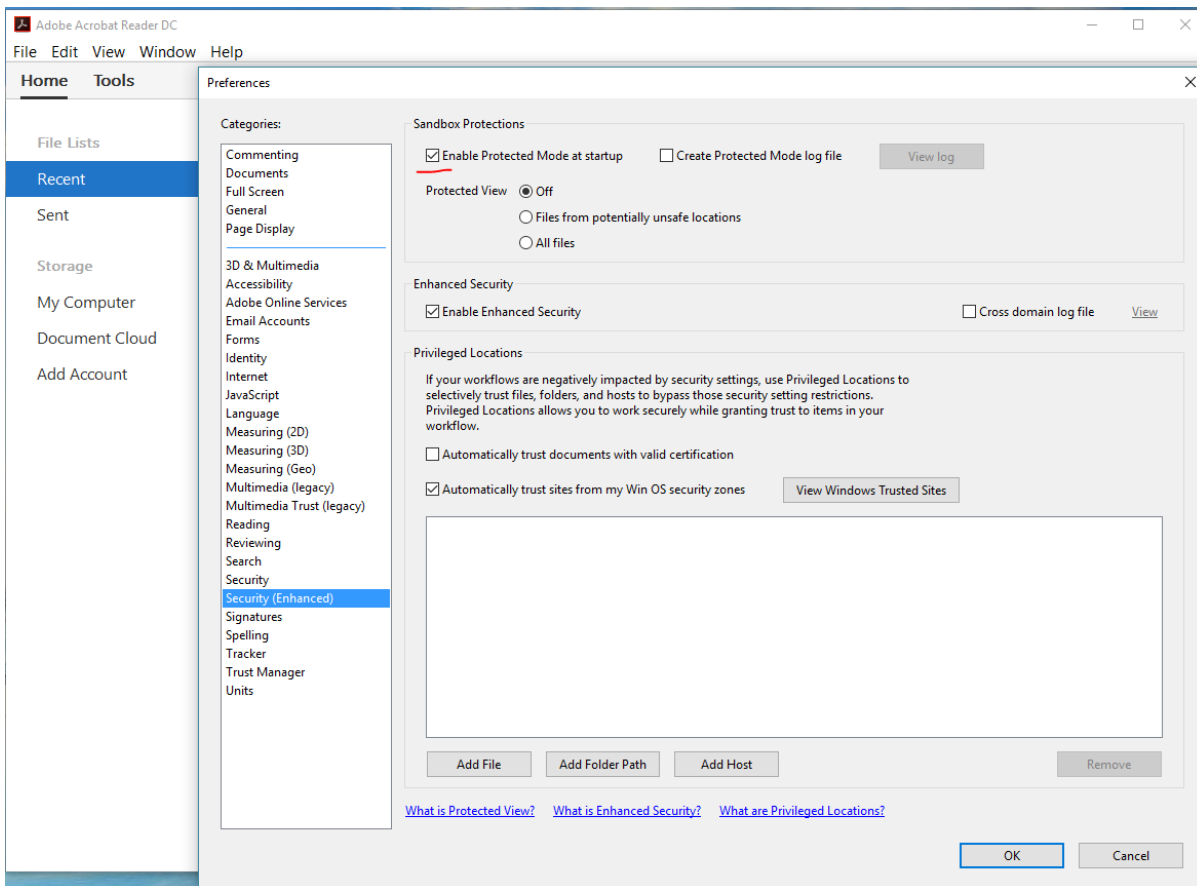 Adobe Acrobat Reader DC
File Edit View Window Help
Home Tools
Preferences
File Lists
Recent
Sent
Storage
My Computer
Document Cloud
Add Account
Categories:
Commenting
Documents
Full Screen
General
Page Display
3D & Multimedia
Accessibility
Adobe Online Services
Email Accounts
Forms
Identity
Internet
JavaScript
Language
Measuring (2D)
Measuring (3D)
Measuring (Geo)
Multimedia (legacy)
Multimedia Trust (legacy)
Reading
Reviewing
Search
Security
Security (Enhanced)
Signatures
Spelling
Tracker
Trust Manager
Units
Sandbox Protections
Enable Protected Mode at startup Create Protected Mode log file View log
Protected View Off
Files from potentially unsafe locations
All files
Enhanced Security
Enable Enhanced Security Cross domain log file View
Privileged Locations
If your workflows are negatively impacted by security settings, use Privileged Locations to
selectively trust files, folders, and hosts to bypass those security setting restrictions.
Privileged Locations allows you to work securely while granting trust to items in your
workflow.
Automatically trust documents with valid certification
Automatically trust sites from my Win OS security zones View Windows Trusted Sites
Add File Add Folder Path Add Host Remove
What is Protected View? What is Enhanced Security? What are Privileged Locations?
OK Cancel